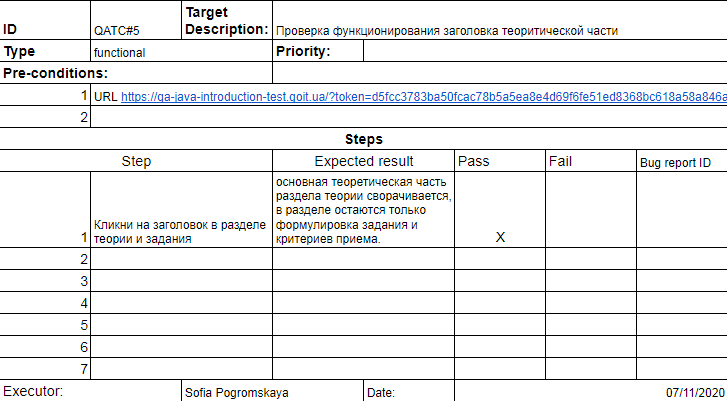 ID QATC#5 Target Description: Проверка функционирования заголовка теоритической части
Type functional Priority:
Pre-conditions:
1 URL https://qa-java-introduction-test.goit.ua/?token=d5fcc3783ba50fcac78b5a5ea8e4d69f6fe51ed8368bc618a58a846a
2
Steps
Step Expected result Pass Fail Bug report ID
1 Кликни на заголовок в разделе
теории и задания
основная теоретическая часть
раздела теории сворачивается,
в разделе остаются только
формулировка задания и
критериев приема.
X
2
3
4
5
6
7
Executor: Sofia Pogromskaya Date: 07/11/2020